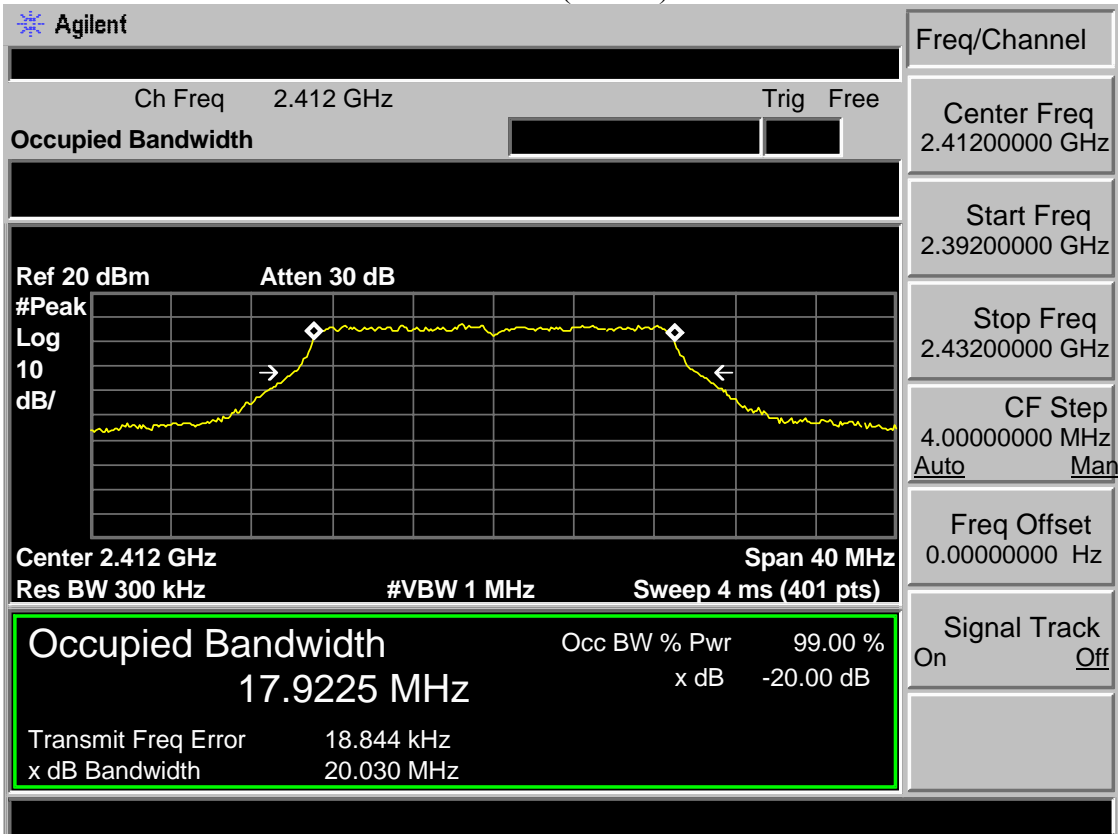 Agilent
Freq/Channel
Ch Freq 2.412 GHz Trig Free
Occupied Bandwidth
Center Freq
2.41200000 GHz
Start Freq
2.39200000 GHz
Stop Freq
2.43200000 GHz
CF Step
4.00000000 MHz
Auto Man
Freq Offset
0.00000000 Hz
Signal Track
On Off
Ref 20 dBm Atten 30 dB
#Peak
Log
10
dB/
Center 2.412 GHz Span 40 MHz
Res BW 300 kHz #VBW 1 MHz Sweep 4 ms (401 pts)
Occupied Bandwidth Occ BW % Pwr 99.00 %
17.9225 MHz x dB -20.00 dB
Transmit Freq Error 18.844 kHz
x dB Bandwidth 20.030 MHz